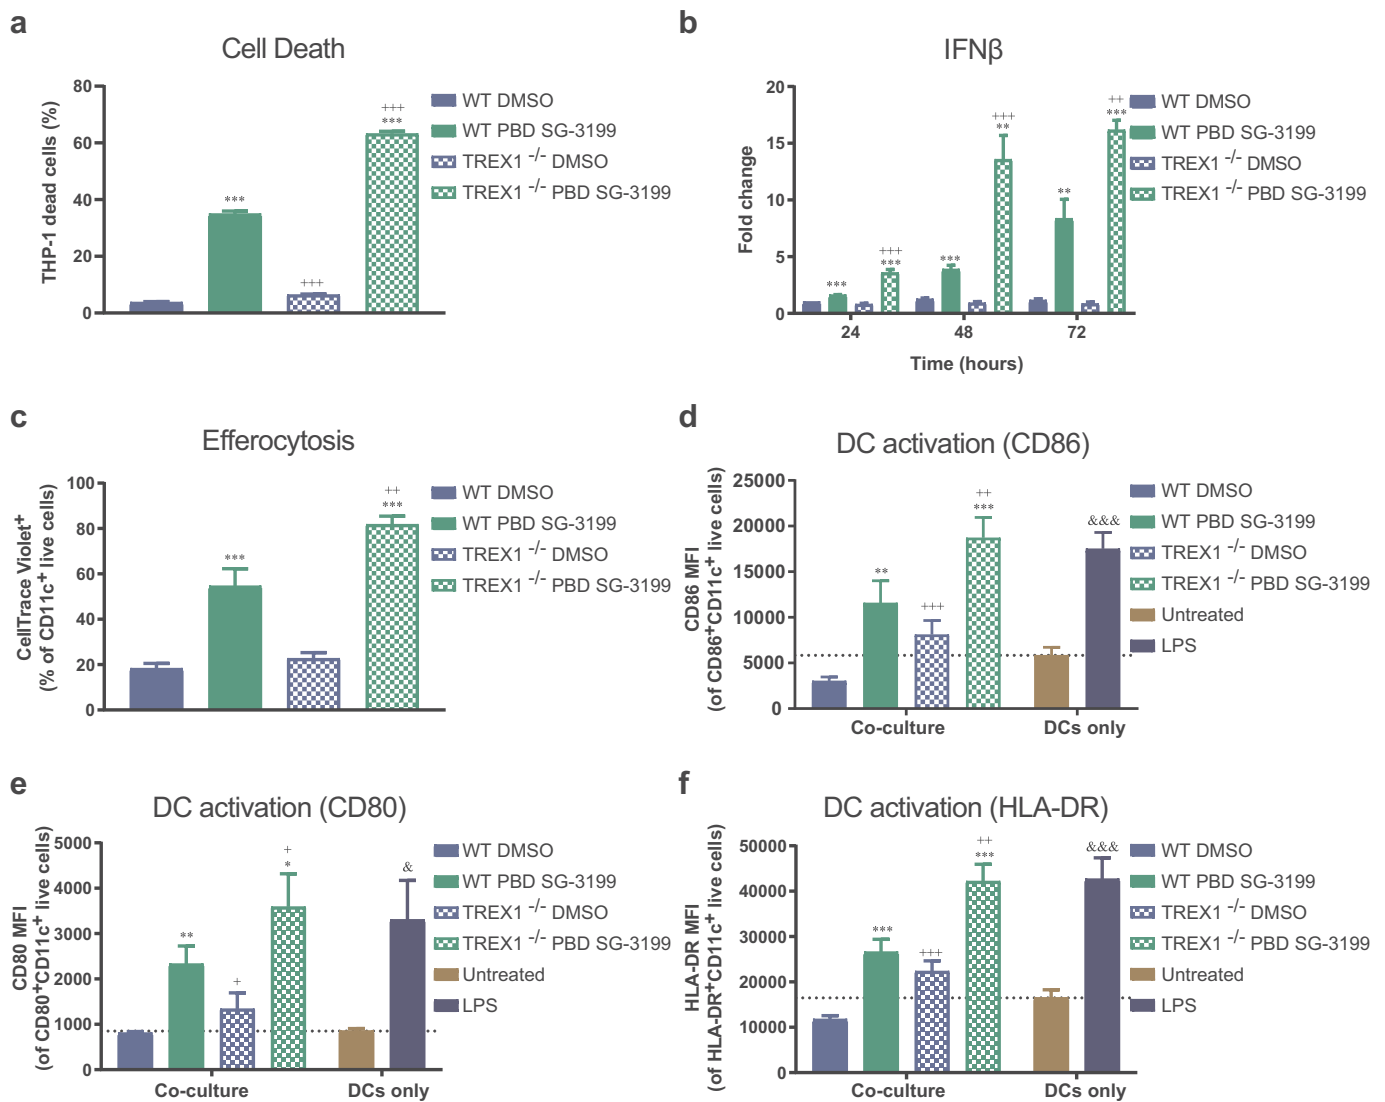 a
Cell Death
THP-1 dead cells (%)
80
60
40
20
0
***
+++
+++
***
WT DMSO
WT PBD SG-3199
TREX1 -/- DMSO
TREX1 -/- PBD SG-3199
b
IFNβ
Fold change
20
15
10
5
0
***
+++
***
***
+++
**
**
++
***
24
48
72
Time (hours)
WT DMSO
WT PBD SG-3199
TREX1 -/- DMSO
TREX1 -/- PBD SG-3199
c
Efferocytosis
CellTrace Violet+
(% of CD11c+ live cells)
100
80
60
40
20
0
***
++
***
WT DMSO
WT PBD SG-3199
TREX1 -/- DMSO
TREX1 -/- PBD SG-3199
d
DC activation (CD86)
CD86 MFI
(of CD86+CD11c+ live cells)
25000
20000
15000
10000
5000
0
**
+++
++
***
&&&
Co-culture
DCs only
WT DMSO
WT PBD SG-3199
TREX1 -/- DMSO
TREX1 -/- PBD SG-3199
Untreated
LPS
e
DC activation (CD80)
CD80 MFI
(of CD80+CD11c+ live cells)
5000
4000
3000
2000
1000
0
**
+
+
*
&
Co-culture
DCs only
WT DMSO
WT PBD SG-3199
TREX1 -/- DMSO
TREX1 -/- PBD SG-3199
Untreated
LPS
f
DC activation (HLA-DR)
HLA-DR MFI
(of HLA-DR+CD11c+ live cells)
50000
40000
30000
20000
10000
0
***
+++
++
***
&&&
Co-culture
DCs only
WT DMSO
WT PBD SG-3199
TREX1 -/- DMSO
TREX1 -/- PBD SG-3199
Untreated
LPS